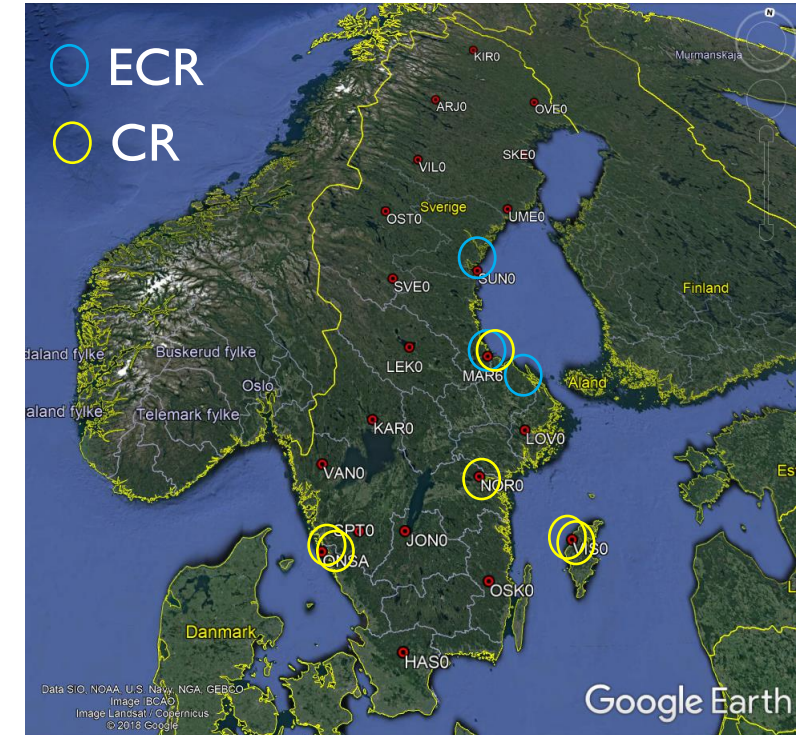 N
KIR0
ECR
Murmanskaja
ARJ0
OVE0
CR
SKE0
VIL0
Sverige
OST0
UME0
SUN0
SVE0
Finland
daland fylke
Buskerud fylke
LEK0
MAR6
Åland
Oslo
aland fylke
Telemark fylke
KAR0
LOV0
VAN0
NOR0
Es
SPT0
JON0
VIS0
ONSA
OSK0
L
Danmark
HAS0
Data SIO, NOAA, U.S. Navy, NGA, GEBCO
Image IBCAO
Image Landsat / Copernicus
© 2018 Google
Google Earth